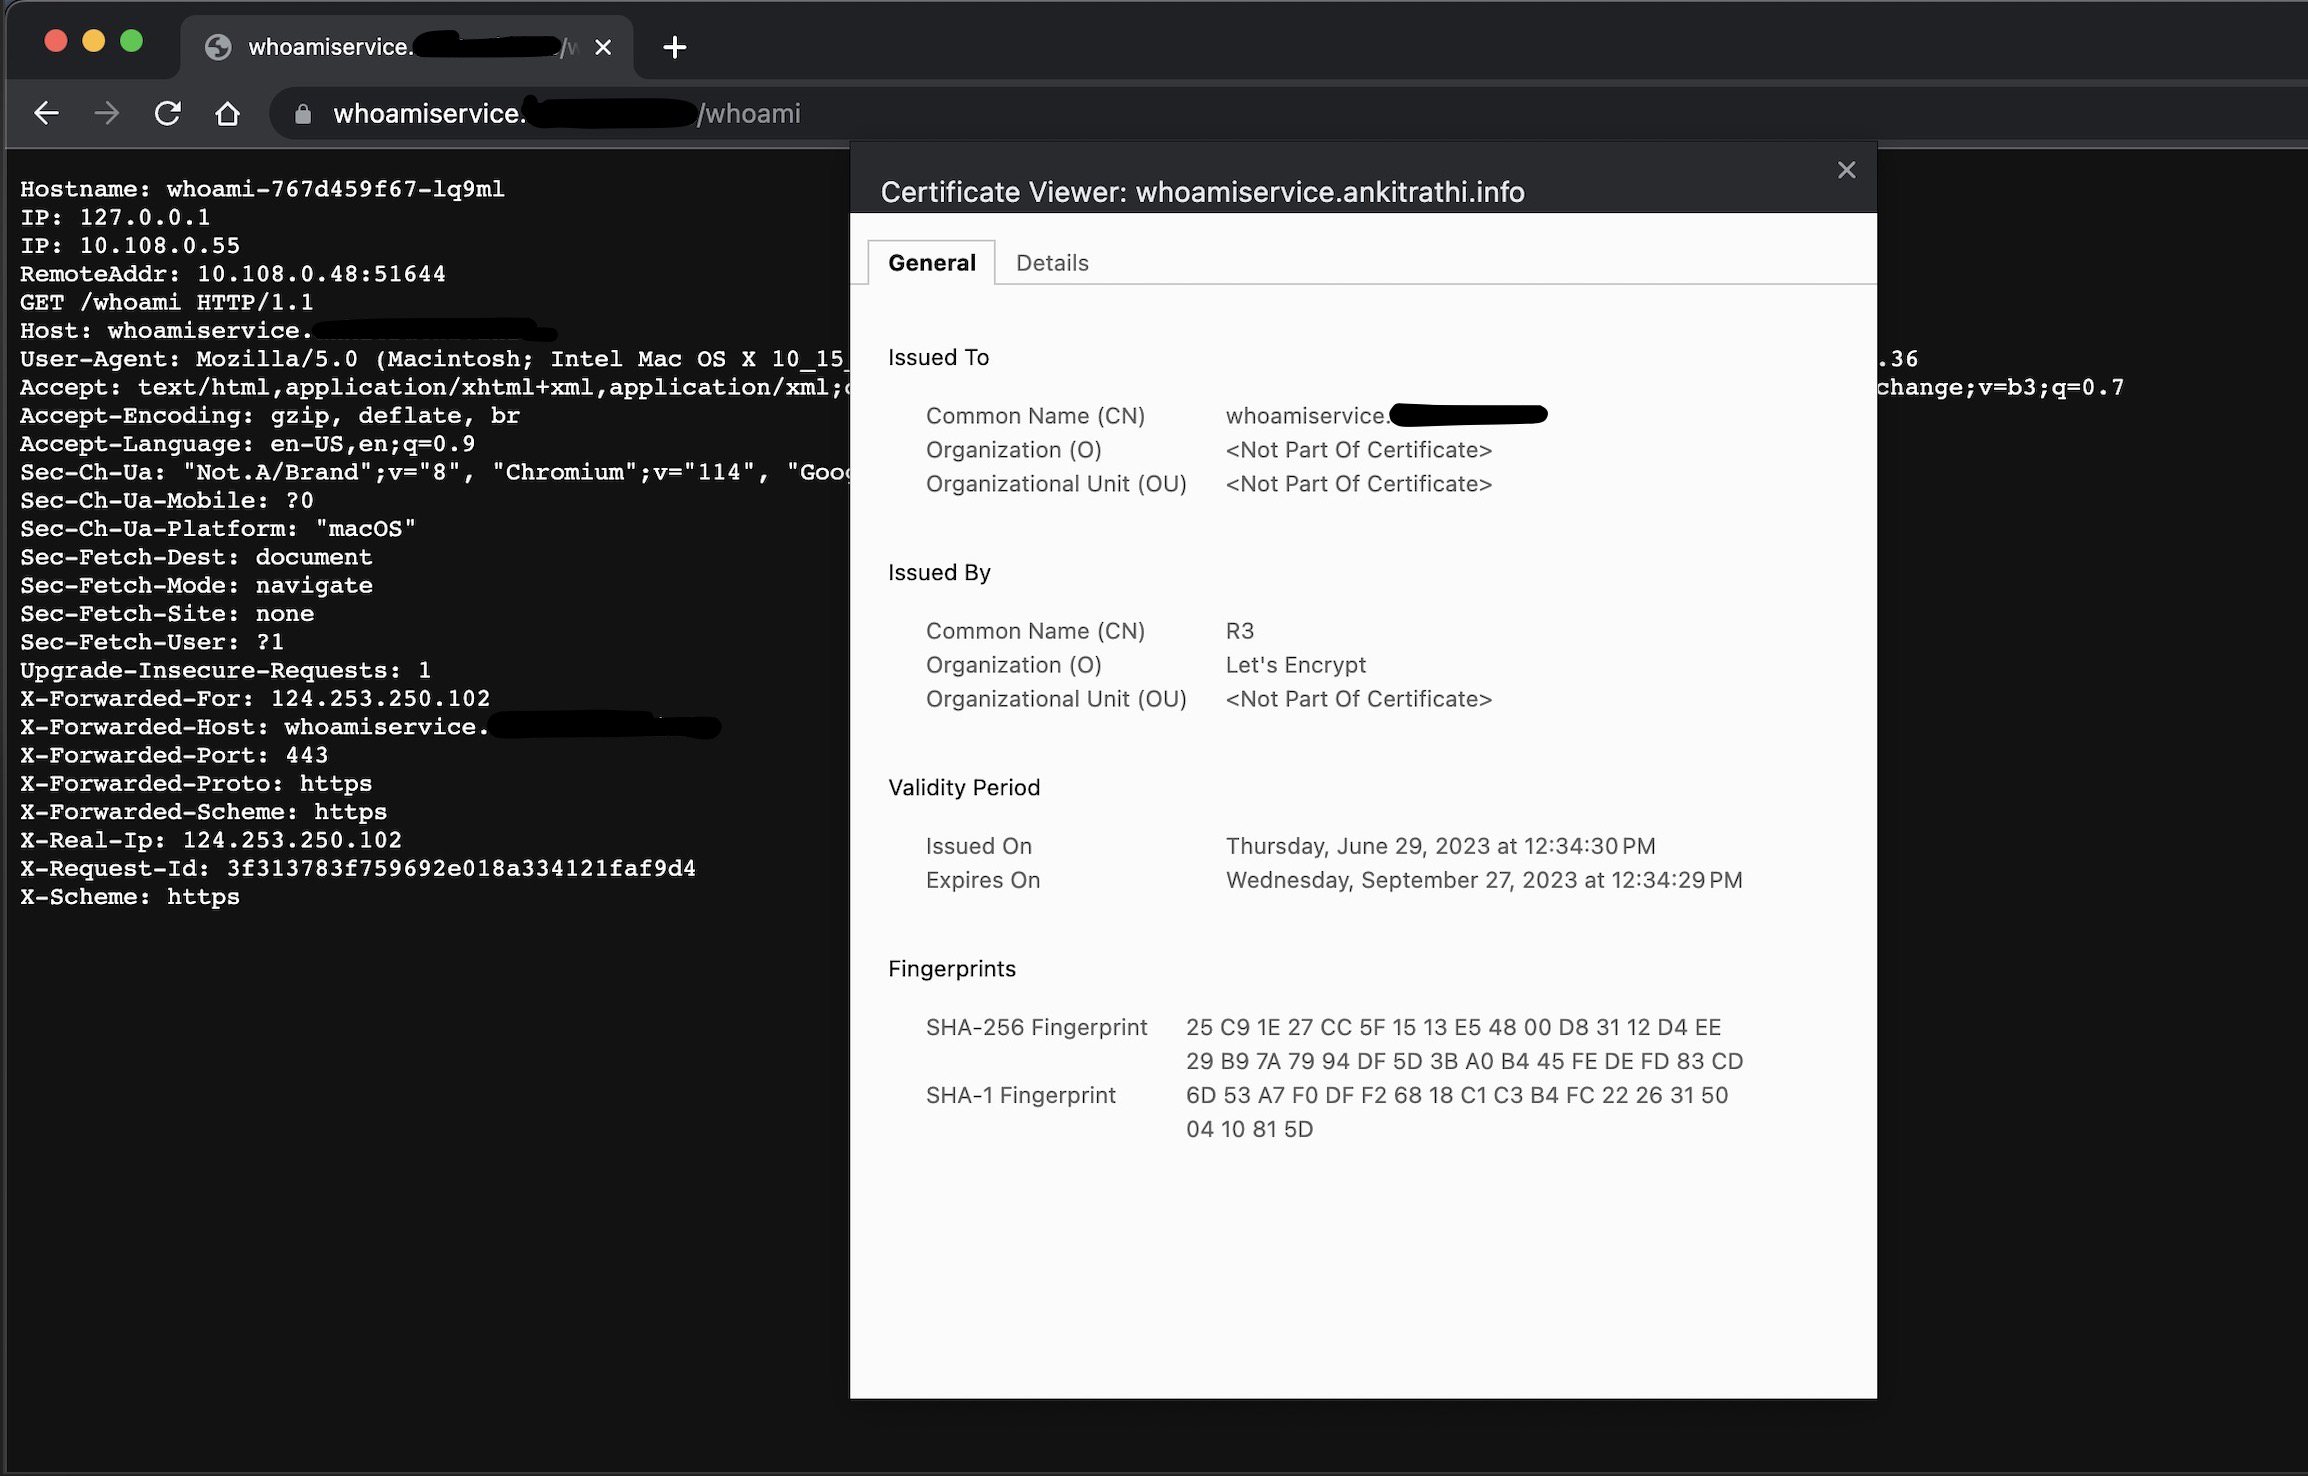 whoamiservice. /w
whoamiservice. /whoami
Hostname: whoami-767d459f67-lq9ml
IP: 127.0.0.1
IP: 10.108.0.55
RemoteAddr: 10.108.0.48:51644
GET /whoami HTTP/1.1
Host: whoamiservice.
User-Agent: Mozilla/5.0 (Macintosh; Intel Mac OS X 10_15_ .36
Accept: text/html,application/xhtml+xml,application/xml; change;v=b3;q=0.7
Accept-Encoding: gzip, deflate, br
Accept-Language: en-US,en;q=0.9
Sec-Ch-Ua: "Not.A/Brand";v="8", "Chromium";v="114", "Goo
Sec-Ch-Ua-Mobile: ?0
Sec-Ch-Ua-Platform: "macOS"
Sec-Fetch-Dest: document
Sec-Fetch-Mode: navigate
Sec-Fetch-Site: none
Sec-Fetch-User: ?1
Upgrade-Insecure-Requests: 1
X-Forwarded-For: 124.253.250.102
X-Forwarded-Host: whoamiservice.
X-Forwarded-Port: 443
X-Forwarded-Proto: https
X-Forwarded-Scheme: https
X-Real-Ip: 124.253.250.102
X-Request-Id: 3f313783f759692e018a334121faf9d4
X-Scheme: https
Certificate Viewer: whoamiservice.ankitrathi.info
General Details
Issued To
Common Name (CN) whoamiservice.
Organization (O) <Not Part Of Certificate>
Organizational Unit (OU) <Not Part Of Certificate>
Issued By
Common Name (CN) R3
Organization (O) Let's Encrypt
Organizational Unit (OU) <Not Part Of Certificate>
Validity Period
Issued On Thursday, June 29, 2023 at 12:34:30 PM
Expires On Wednesday, September 27, 2023 at 12:34:29 PM
Fingerprints
SHA-256 Fingerprint 25 C9 1E 27 CC 5F 15 13 E5 48 00 D8 31 12 D4 EE
29 B9 7A 79 94 DF 5D 3B A0 B4 45 FE DE FD 83 CD
SHA-1 Fingerprint 6D 53 A7 F0 DF F2 68 18 C1 C3 B4 FC 22 26 31 50
04 10 81 5D